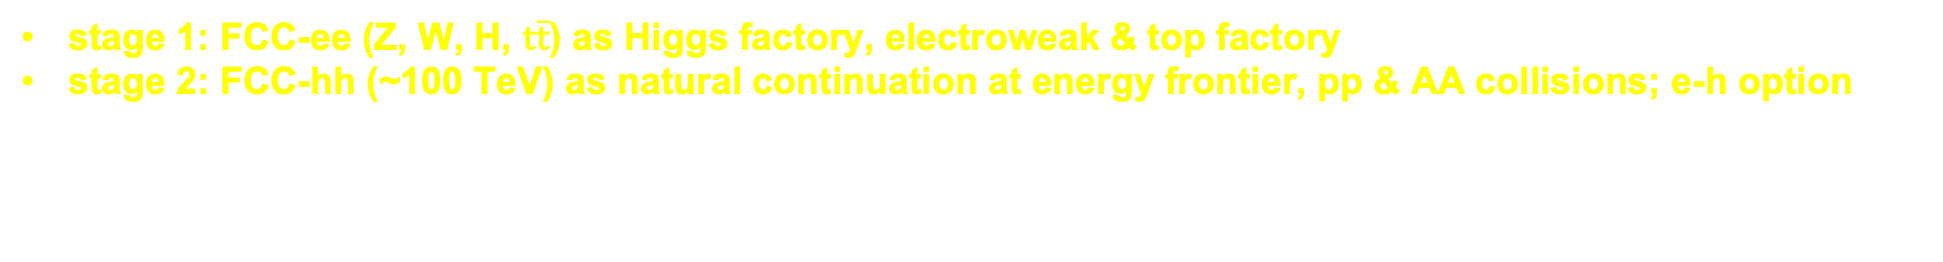 • stage 1: FCC-ee (Z, W, H, tt̅) as Higgs factory, electroweak & top factory
• stage 2: FCC-hh (~100 TeV) as natural continuation at energy frontier, pp & AA collisions; e-h option